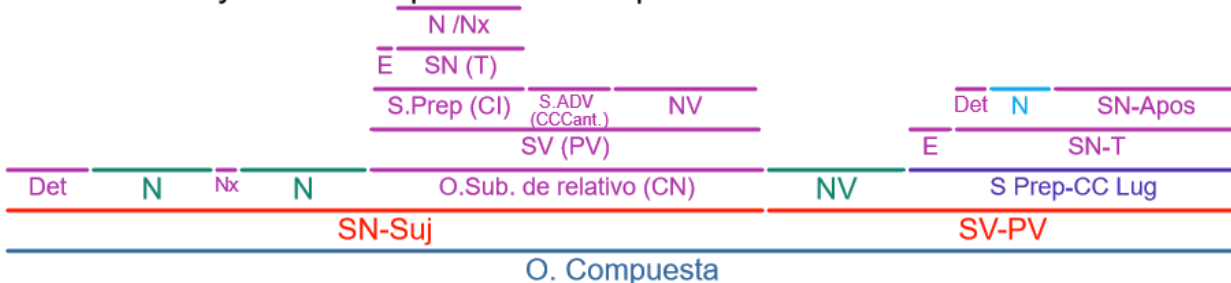 N /Nx
E SN (T)
S.Prep (CI) S.ADV (CCCant.) NV Det N SN-Apos
SV (PV) E SN-T
Det N Nx N O.Sub. de relativo (CN) NV S Prep-CC Lug
SN-Suj SV-PV
O. Compuesta